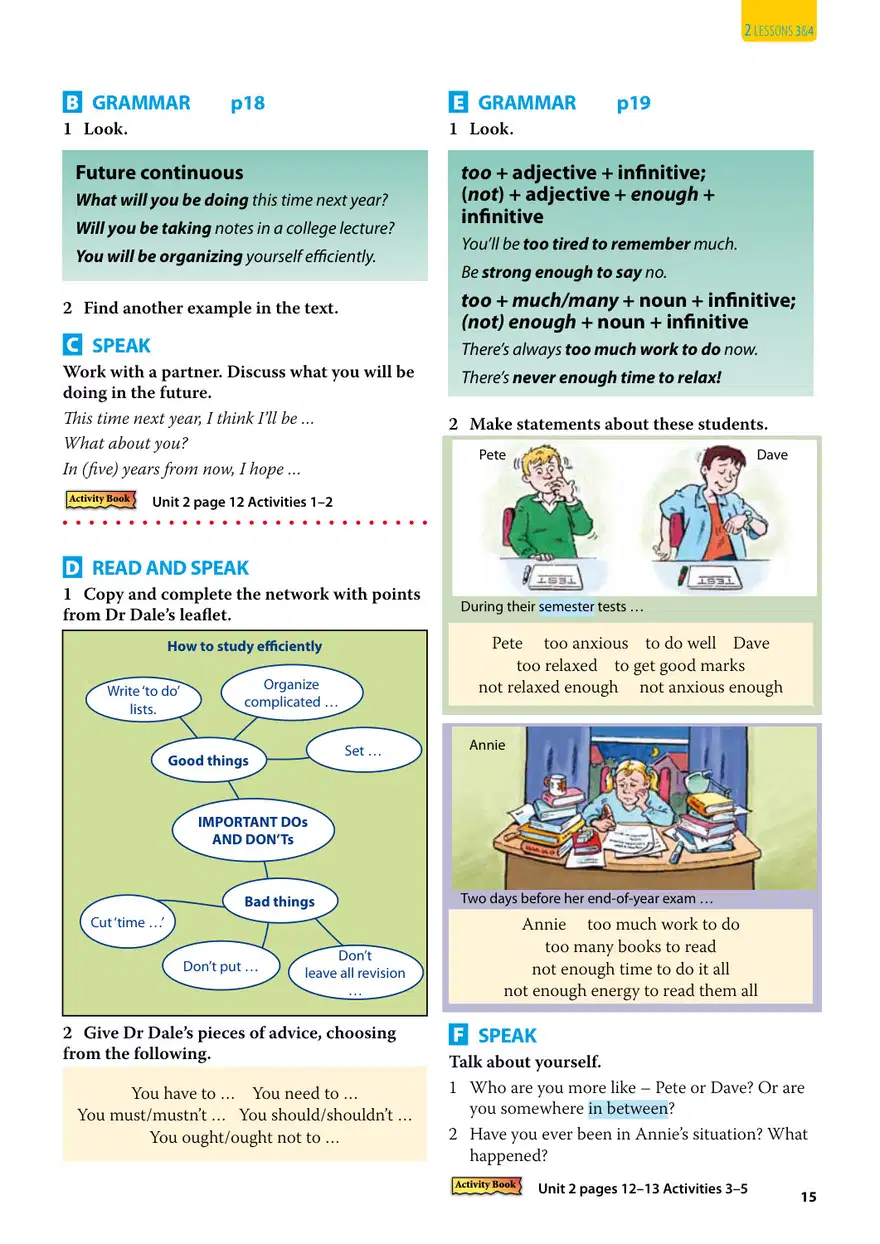 2 LESSONS 3&4
B GRAMMAR p18
1 Look.
Future continuous
What will you be doing this time next year?
Will you be taking notes in a college lecture?
You will be organizing yourself efficiently.
2 Find another example in the text.
C SPEAK
Work with a partner. Discuss what you will be
doing in the future.
This time next year, I think I'll be …
What about you?
In (five) years from now, I hope …
Activity Book Unit 2 page 12 Activities 1–2
D READ AND SPEAK
1 Copy and complete the network with points
from Dr Dale's leaflet.
How to study efficiently
Write 'to do'
lists.
Organize
complicated …
Set …
Good things
IMPORTANT DOs
AND DON'Ts
Bad things
Cut 'time …'
Don't put …
Don't
leave all revision
…
2 Give Dr Dale's pieces of advice, choosing
from the following.
You have to … You need to …
You must/mustn't … You should/shouldn't …
You ought/ought not to …
E GRAMMAR p19
1 Look.
too + adjective + infinitive;
(not) + adjective + enough +
infinitive
You'll be too tired to remember much.
Be strong enough to say no.
too + much/many + noun + infinitive;
(not) enough + noun + infinitive
There's always too much work to do now.
There's never enough time to relax!
2 Make statements about these students.
Pete
Dave
TEST
TEST
During their semester tests …
Pete too anxious to do well Dave
too relaxed to get good marks
not relaxed enough not anxious enough
Annie
Two days before her end-of-year exam …
Annie too much work to do
too many books to read
not enough time to do it all
not enough energy to read them all
F SPEAK
Talk about yourself.
1 Who are you more like – Pete or Dave? Or are
you somewhere in between?
2 Have you ever been in Annie's situation? What
happened?
Activity Book Unit 2 pages 12–13 Activities 3–5
15